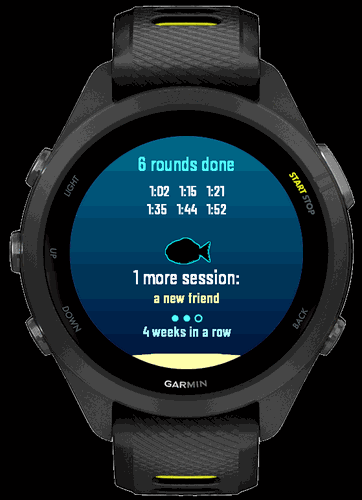 6 rounds done
1:02 1:15 1:21
1:35 1:44 1:52
1 more session:
a new friend
4 weeks in a row
LIGHT
START STOP
UP
DOWN
BACK
GARMIN